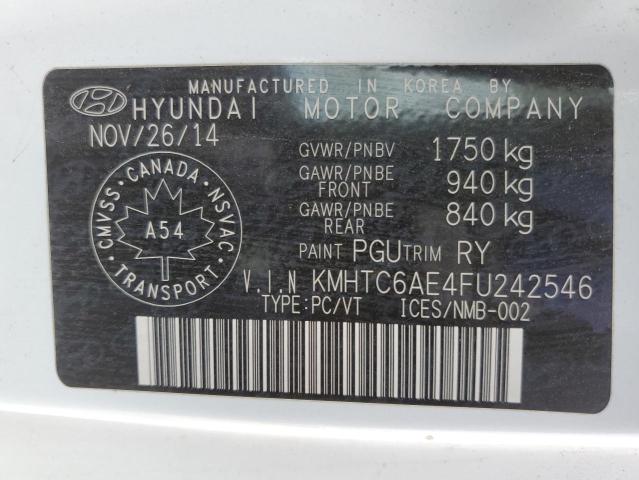 MANUFACTURED IN KOREA BY
HYUNDAI MOTOR COMPANY
NOV/26/14
GVWR/PNBV 1750 kg
GAWR/PNBE FRONT 940 kg
GAWR/PNBE REAR 840 kg
PAINT PGU TRIM RY
CMVSS · CANADA · NSVAC
A54
TRANSPORT
V.I.N KMHTC6AE4FU242546
TYPE:PC/VT ICES/NMB-002